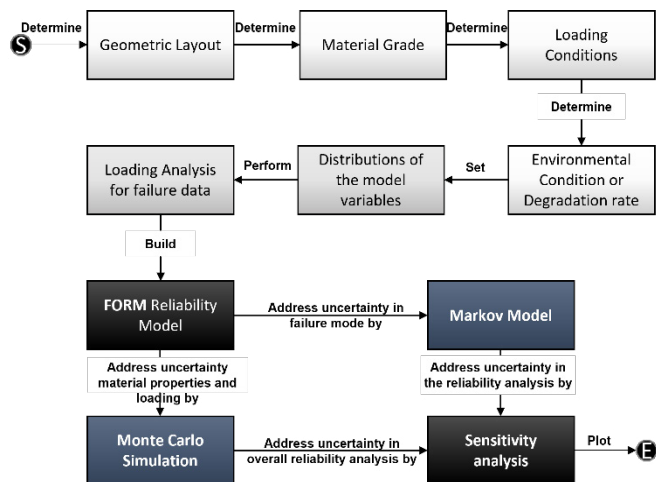 Determine
Determine
Determine
S
Geometric Layout
Material Grade
Loading
Conditions
Determine
Loading Analysis
for failure data
Perform
Distributions of
the model
variables
Set
Environmental
Condition or
Degradation rate
Build
FORM Reliability
Model
Address uncertainty in
failure mode by
Markov Model
Address uncertainty
material properties and
loading by
Address uncertainty in
the reliability analysis by
Monte Carlo
Simulation
Address uncertainty in
overall reliability analysis by
Sensitivity
analysis
Plot
E